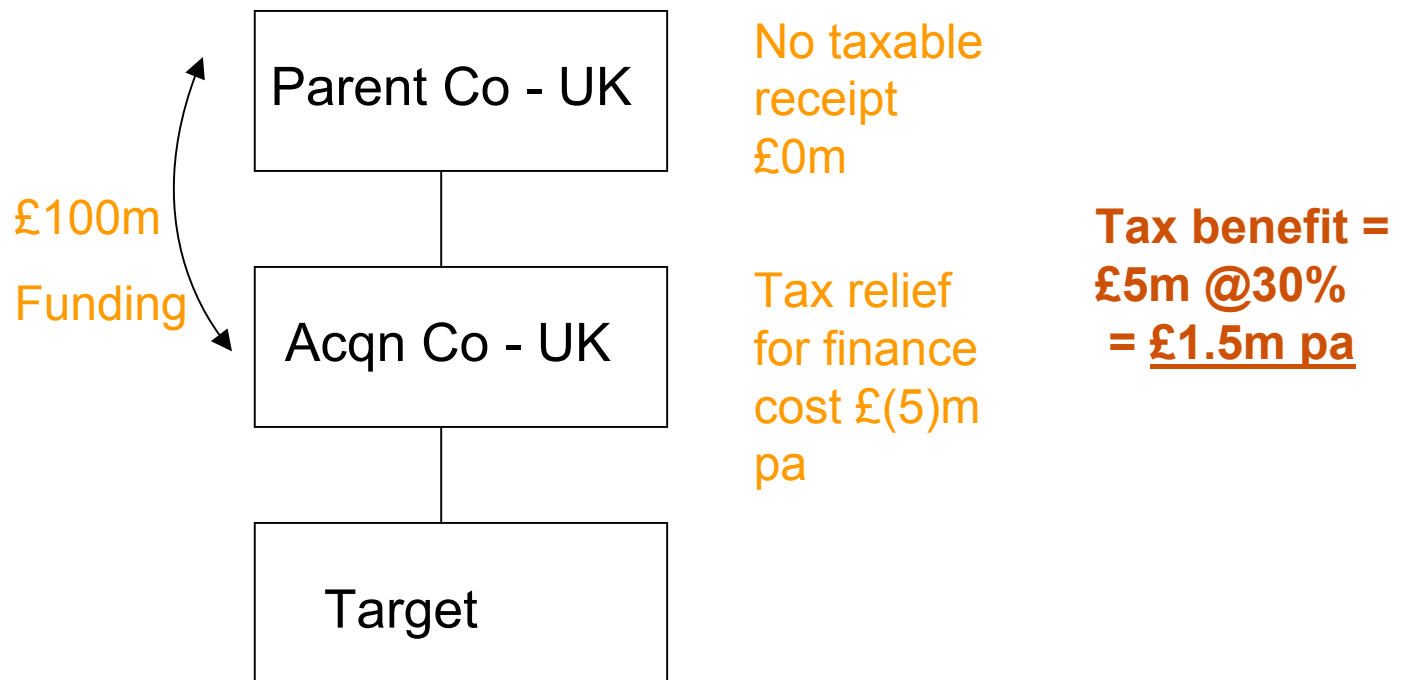 Parent Co - UK
No taxable
receipt
£0m
£100m
Funding
Acqn Co - UK
Tax relief
for finance
cost £(5)m
pa
Tax benefit =
£5m @30%
= £1.5m pa
Target